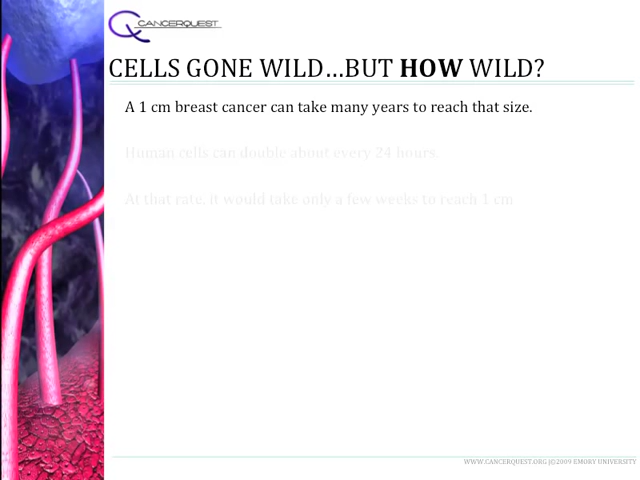 CANCERQUEST
CELLS GONE WILD…BUT HOW WILD?
A 1 cm breast cancer can take many years to reach that size.
Human cells can double about every 24 hours.
At that rate, it would take only a few weeks to reach 1 cm
WWW.CANCERQUEST.ORG |©2009 EMORY UNIVERSITY